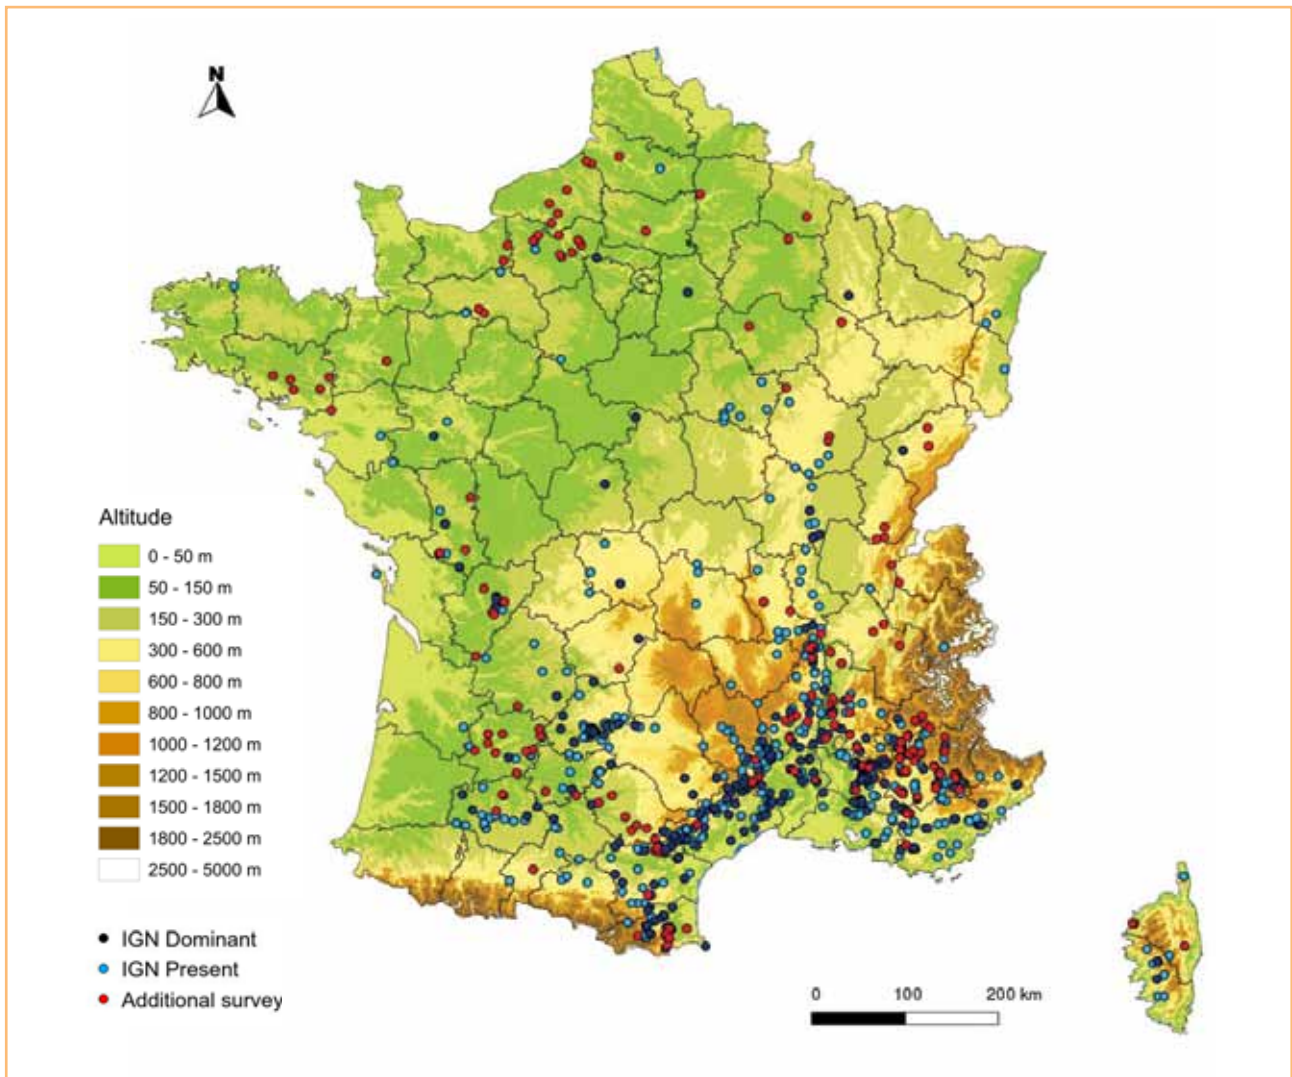 N
Altitude
0 - 50 m
50 - 150 m
150 - 300 m
300 - 600 m
600 - 800 m
800 - 1000 m
1000 - 1200 m
1200 - 1500 m
1500 - 1800 m
1800 - 2500 m
2500 - 5000 m
IGN Dominant
IGN Present
Additional survey
0 100 200 km